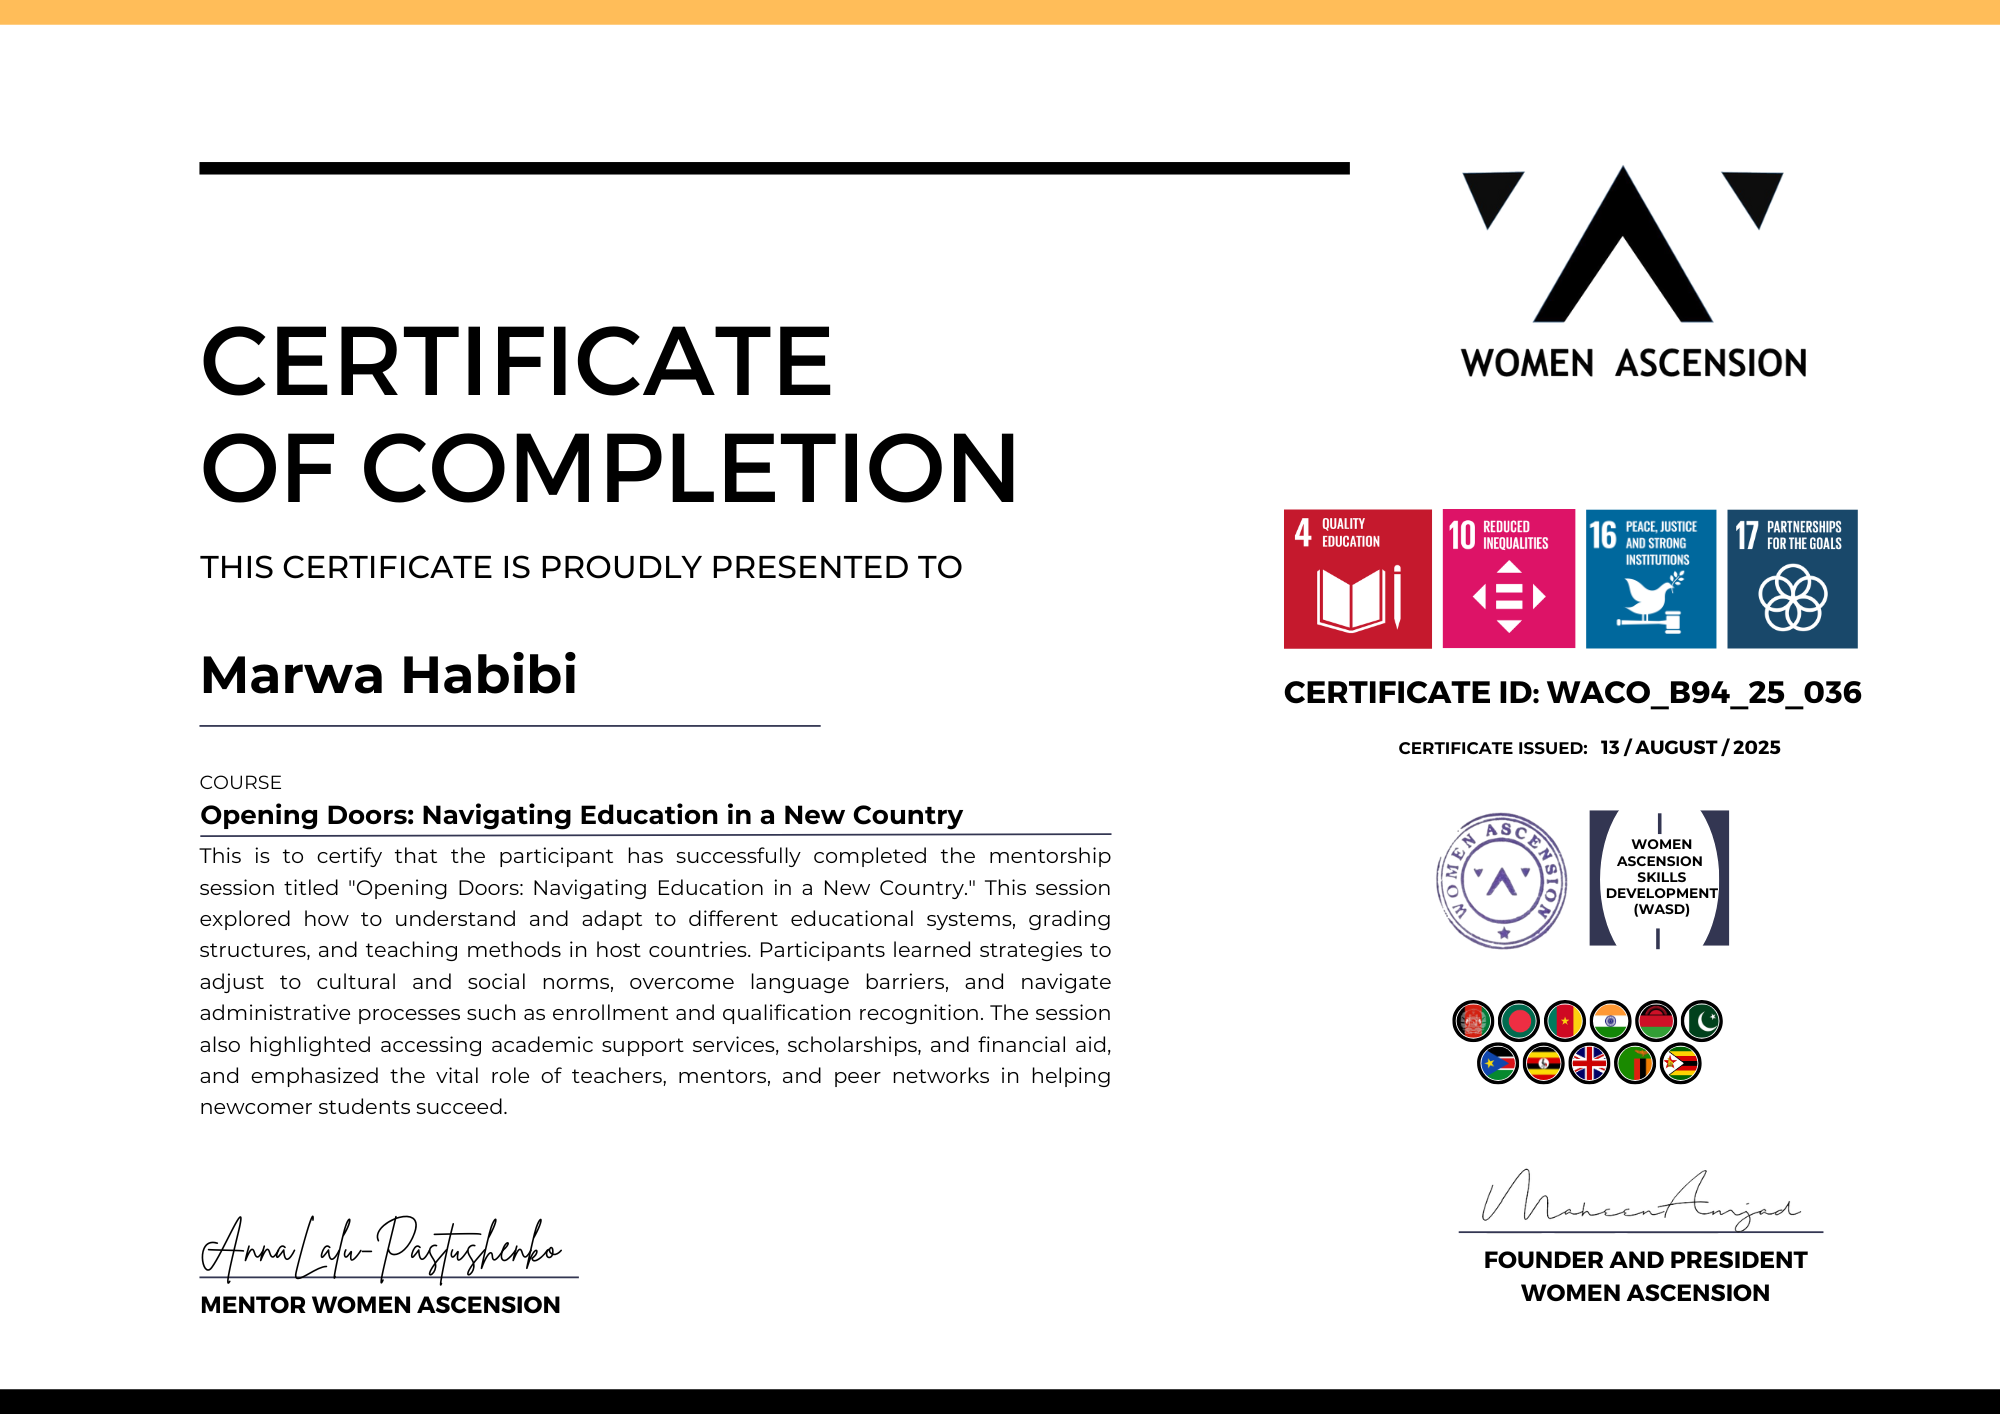 WOMEN ASCENSION
CERTIFICATE
OF COMPLETION
THIS CERTIFICATE IS PROUDLY PRESENTED TO
Marwa Habibi
COURSE
Opening Doors: Navigating Education in a New Country
This is to certify that the participant has successfully completed the mentorship
session titled "Opening Doors: Navigating Education in a New Country." This session
explored how to understand and adapt to different educational systems, grading
structures, and teaching methods in host countries. Participants learned strategies to
adjust to cultural and social norms, overcome language barriers, and navigate
administrative processes such as enrollment and qualification recognition. The session
also highlighted accessing academic support services, scholarships, and financial aid,
and emphasized the vital role of teachers, mentors, and peer networks in helping
newcomer students succeed.
Anna Lalu-Pastushenko
MENTOR WOMEN ASCENSION
4 QUALITY
EDUCATION
10 REDUCED
INEQUALITIES
16 PEACE, JUSTICE
AND STRONG
INSTITUTIONS
17 PARTNERSHIPS
FOR THE GOALS
CERTIFICATE ID: WACO_B94_25_036
CERTIFICATE ISSUED: 13 / AUGUST / 2025
WOMEN ASCENSION
WOMEN
ASCENSION
SKILLS
DEVELOPMENT
(WASD)
Maheen Amjad
FOUNDER AND PRESIDENT
WOMEN ASCENSION